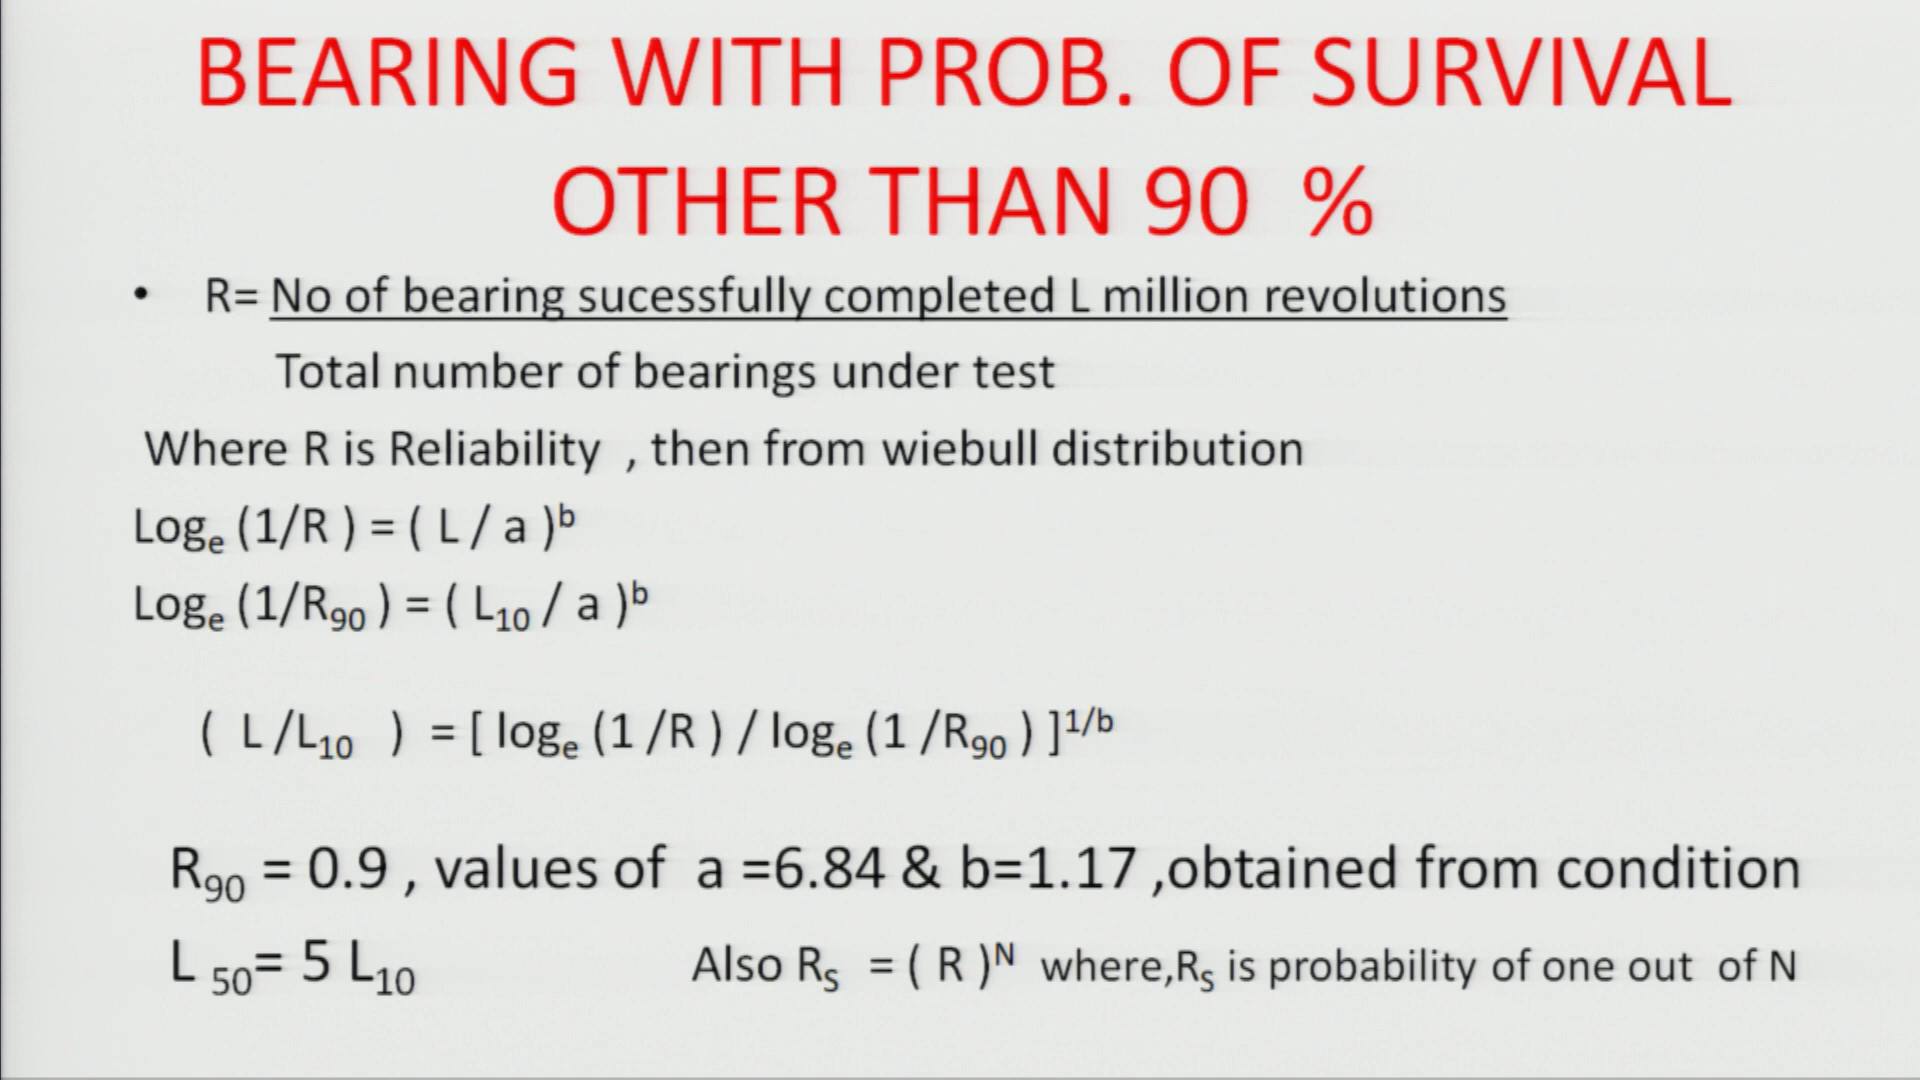 BEARING WITH PROB. OF SURVIVAL
OTHER THAN 90 %
• R= No of bearing sucessfully completed L million revolutions
Total number of bearings under test
Where R is Reliability , then from wiebull distribution
Logₑ (1/R ) = ( L / a )ᵇ
Logₑ (1/R₉₀ ) = ( L₁₀ / a )ᵇ
( L /L₁₀ ) = [ logₑ (1 /R ) / logₑ (1 /R₉₀ ) ]¹/ᵇ
R₉₀ = 0.9 , values of a =6.84 & b=1.17 ,obtained from condition
L ₅₀= 5 L₁₀ Also Rₛ = ( R )ᴺ where,Rₛ is probability of one out of N